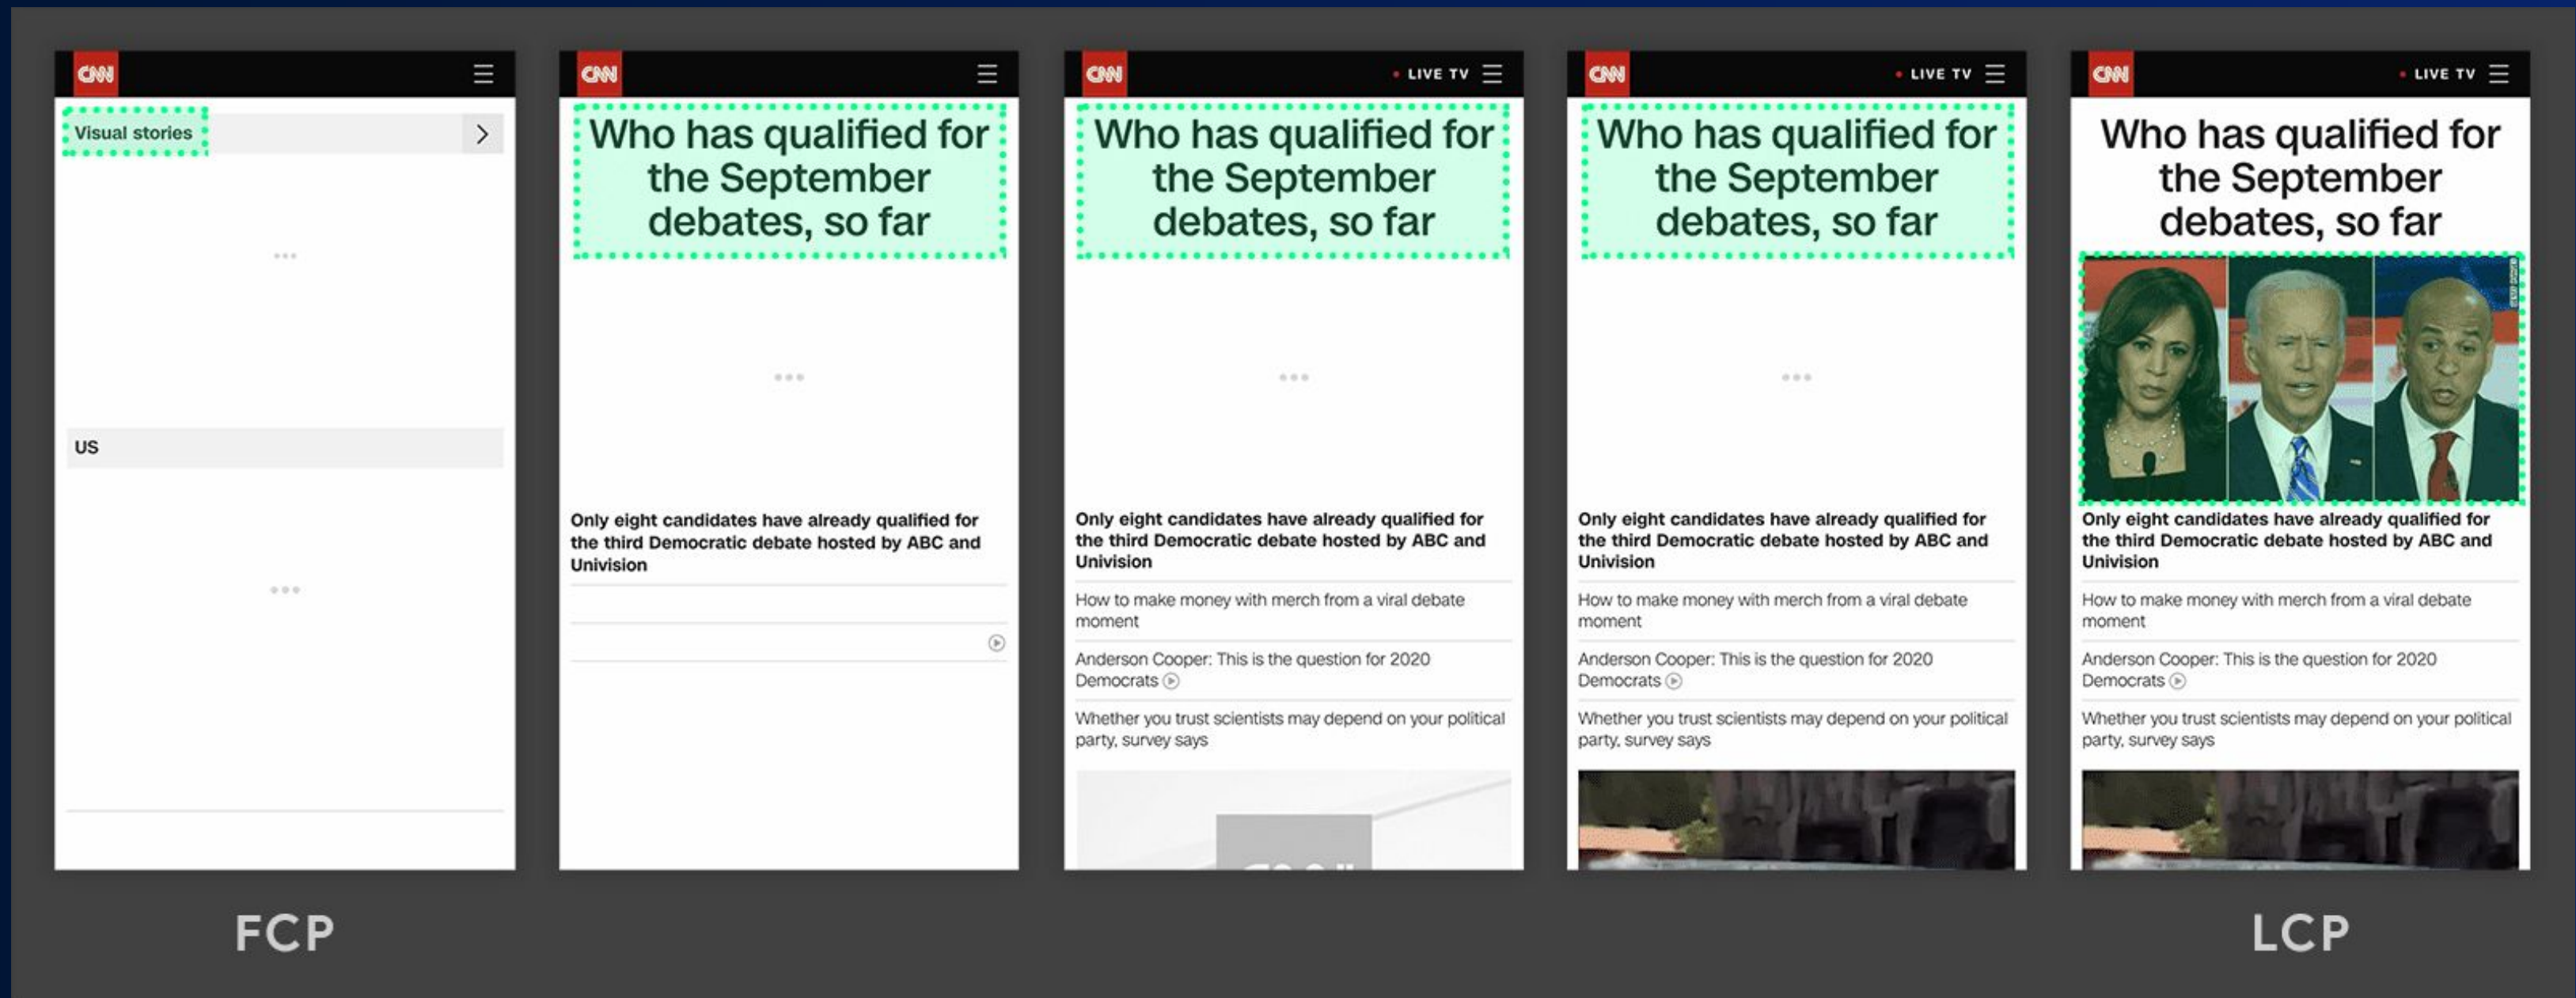 CNN
Visual stories
US
FCP
CNN
Who has qualified for
the September
debates, so far
Only eight candidates have already qualified for
the third Democratic debate hosted by ABC and
Univision
CNN
LIVE TV
Who has qualified for
the September
debates, so far
Only eight candidates have already qualified for
the third Democratic debate hosted by ABC and
Univision
How to make money with merch from a viral debate
moment
Anderson Cooper: This is the question for 2020
Democrats
Whether you trust scientists may depend on your political
party, survey says
CNN
LIVE TV
Who has qualified for
the September
debates, so far
Only eight candidates have already qualified for
the third Democratic debate hosted by ABC and
Univision
How to make money with merch from a viral debate
moment
Anderson Cooper: This is the question for 2020
Democrats
Whether you trust scientists may depend on your political
party, survey says
CNN
LIVE TV
Who has qualified for
the September
debates, so far
Only eight candidates have already qualified for
the third Democratic debate hosted by ABC and
Univision
How to make money with merch from a viral debate
moment
Anderson Cooper: This is the question for 2020
Democrats
Whether you trust scientists may depend on your political
party, survey says
LCP